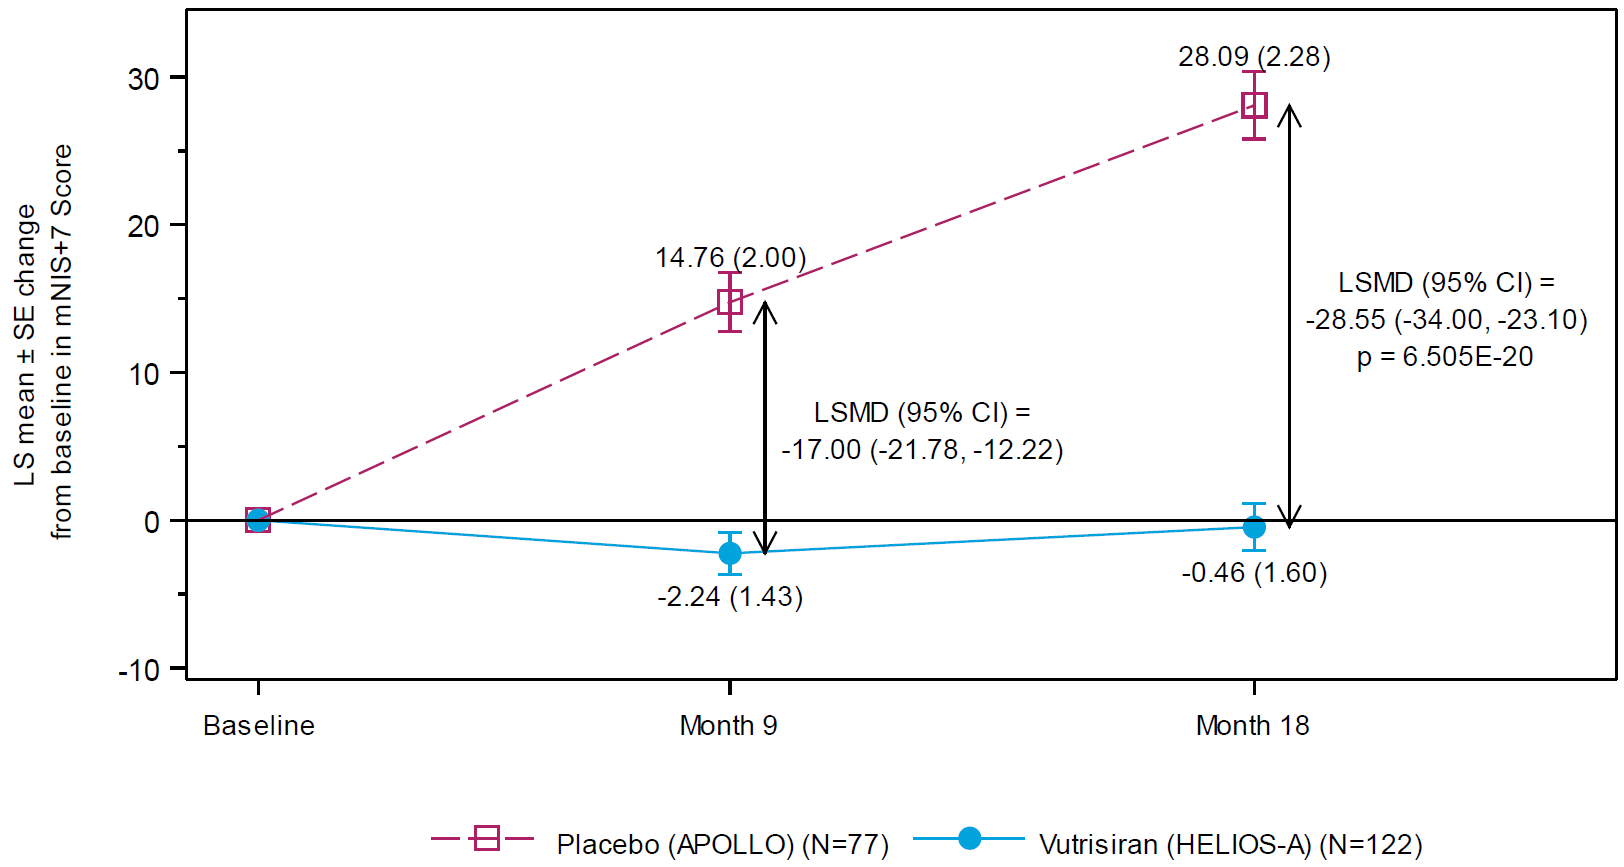 LS mean ± SE change
from baseline in mNIS+7 Score
30
20
10
0
-10
28.09 (2.28)
14.76 (2.00)
LSMD (95% CI) =
-28.55 (-34.00, -23.10)
p = 6.505E-20
LSMD (95% CI) =
-17.00 (-21.78, -12.22)
-2.24 (1.43)
-0.46 (1.60)
Baseline
Month 9
Month 18
Placebo (APOLLO) (N=77)
Vutrisiran (HELIOS-A) (N=122)